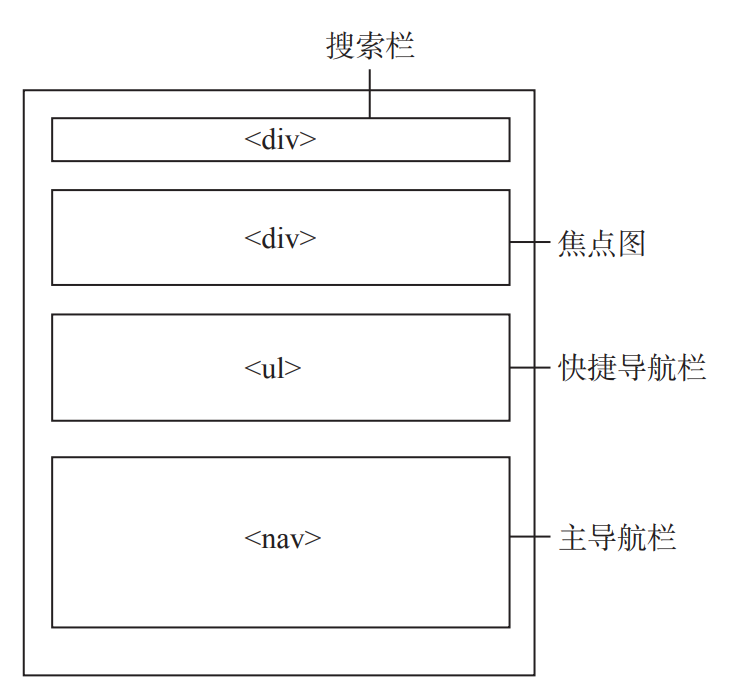 搜索栏
<div>
<div>
焦点图
<ul>
快捷导航栏
<nav>
主导航栏